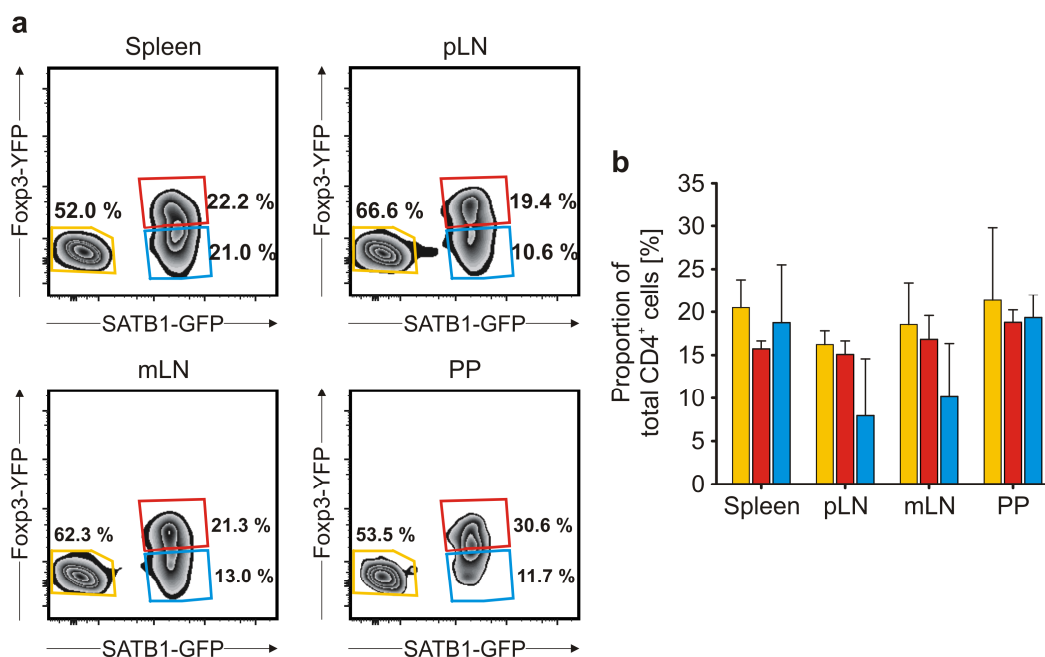 a
Spleen
Foxp3-YFP
52.0 %
22.2 %
21.0 %
SATB1-GFP
pLN
Foxp3-YFP
66.6 %
19.4 %
10.6 %
SATB1-GFP
mLN
Foxp3-YFP
62.3 %
21.3 %
13.0 %
SATB1-GFP
PP
Foxp3-YFP
53.5 %
30.6 %
11.7 %
SATB1-GFP
b
Proportion of
total CD4⁺ cells [%]
35
30
25
20
15
10
5
0
Spleen pLN mLN PP